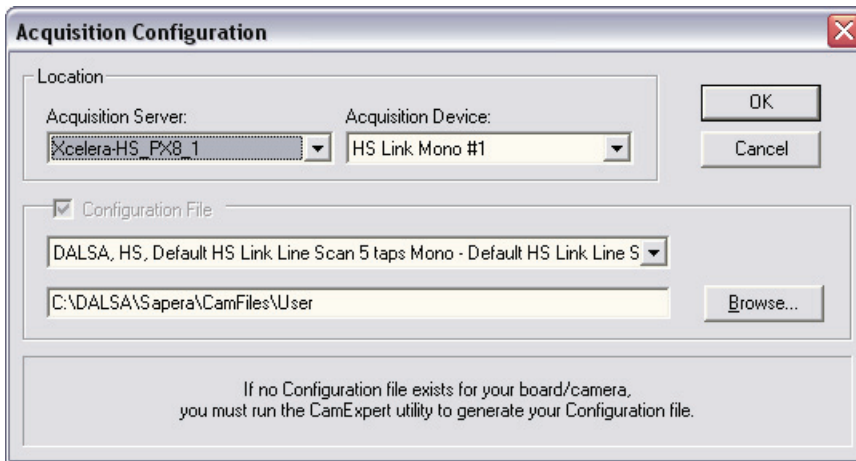 Acquisition Configuration
Location
Acquisition Server:
Acquisition Device:
Xcelera-HS_PX8_1
HS Link Mono #1
OK
Cancel
Configuration File
DALSA, HS, Default HS Link Line Scan 5 taps Mono - Default HS Link Line S
C:\DALSA\Sapera\CamFiles\User
Browse...
If no Configuration file exists for your board/camera,
you must run the CamExpert utility to generate your Configuration file.